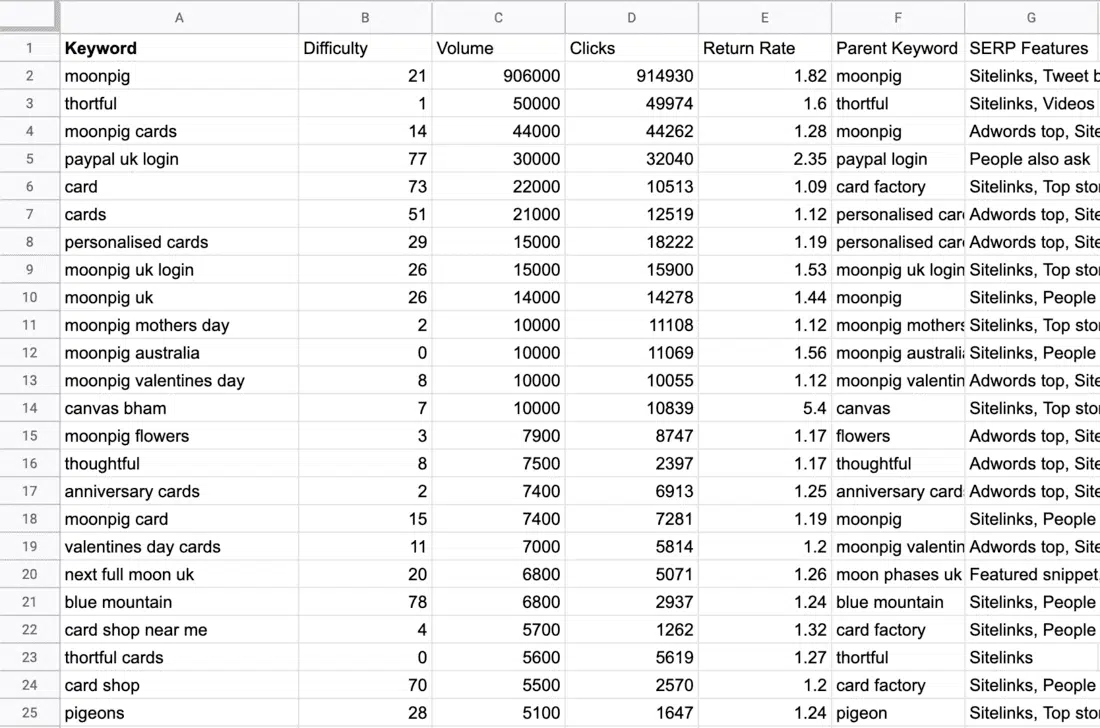 A B C D E F G
1 Keyword Difficulty Volume Clicks Return Rate Parent Keyword SERP Features
2 moonpig 21 906000 914930 1.82 moonpig Sitelinks, Tweet b
3 thortful 1 50000 49974 1.6 thortful Sitelinks, Videos
4 moonpig cards 14 44000 44262 1.28 moonpig Adwords top, Site
5 paypal uk login 77 30000 32040 2.35 paypal login People also ask
6 card 73 22000 10513 1.09 card factory Sitelinks, Top stor
7 cards 51 21000 12519 1.12 personalised car Adwords top, Site
8 personalised cards 29 15000 18222 1.19 personalised car Adwords top, Site
9 moonpig uk login 26 15000 15900 1.53 moonpig uk login Sitelinks, Top stor
10 moonpig uk 26 14000 14278 1.44 moonpig Sitelinks, People
11 moonpig mothers day 2 10000 11108 1.12 moonpig mothers Sitelinks, Top stor
12 moonpig australia 0 10000 11069 1.56 moonpig australia Sitelinks, People
13 moonpig valentines day 8 10000 10055 1.12 moonpig valentin Adwords top, Site
14 canvas bham 7 10000 10839 5.4 canvas Sitelinks, Top stor
15 moonpig flowers 3 7900 8747 1.17 flowers Adwords top, Site
16 thoughtful 8 7500 2397 1.17 thoughtful Adwords top, Site
17 anniversary cards 2 7400 6913 1.25 anniversary card Adwords top, Site
18 moonpig card 15 7400 7281 1.19 moonpig Sitelinks, People
19 valentines day cards 11 7000 5814 1.2 moonpig valentin Adwords top, Site
20 next full moon uk 20 6800 5071 1.26 moon phases uk Featured snippet,
21 blue mountain 78 6800 2937 1.24 blue mountain Sitelinks, People
22 card shop near me 4 5700 1262 1.32 card factory Sitelinks, People
23 thortful cards 0 5600 5619 1.27 thortful Sitelinks
24 card shop 70 5500 2570 1.2 card factory Sitelinks, People
25 pigeons 28 5100 1647 1.24 pigeon Sitelinks, Top stor